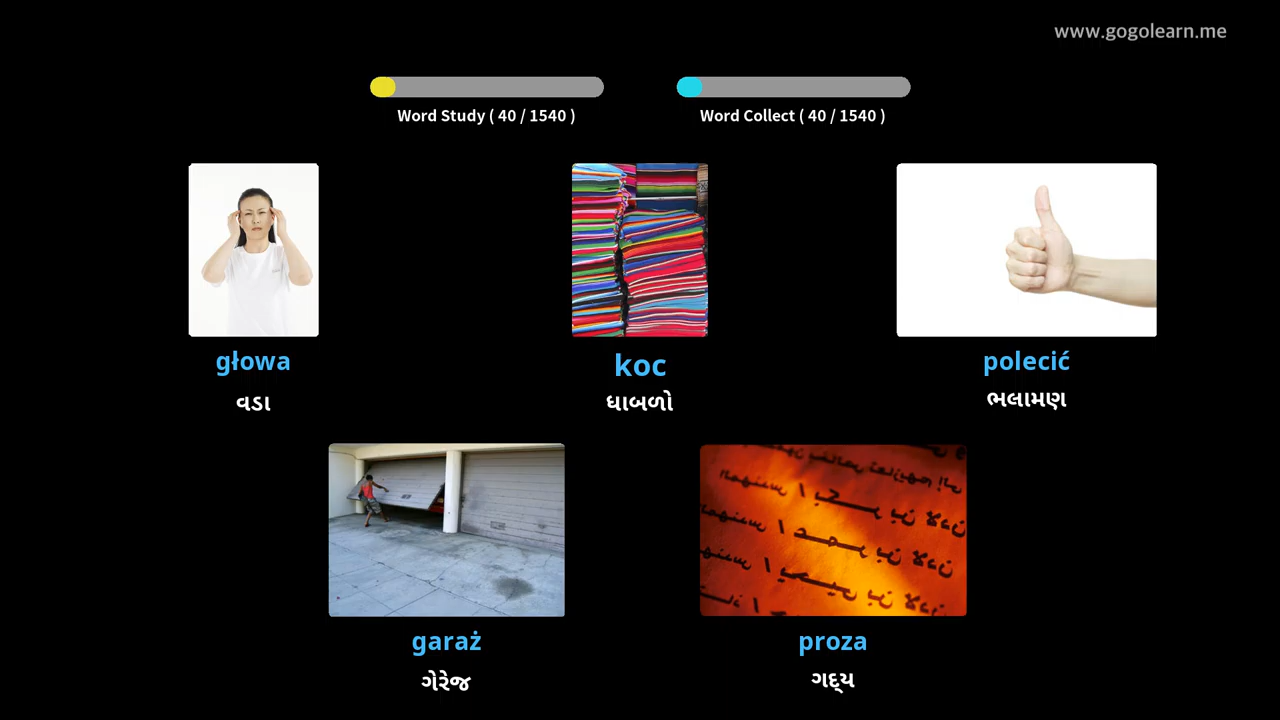 www.gogolearn.me
Word Study ( 40 / 1540 )
Word Collect ( 40 / 1540 )
głowa
koc
polecić
વડા
ધાબળો
ભલામણ
garaż
proza
ગેરેજ
ગદ્ય